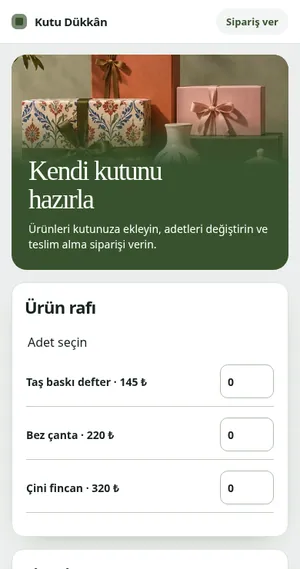 Kutu Dükkân
Sipariş ver
Kendi kutunu
hazırla
Ürünleri kutunuza ekleyin, adetleri değiştirin ve
teslim alma siparişi verin.
Ürün rafı
Adet seçin
Taş baskı defter · 145 ₺
0
Bez çanta · 220 ₺
0
Çini fincan · 320 ₺
0